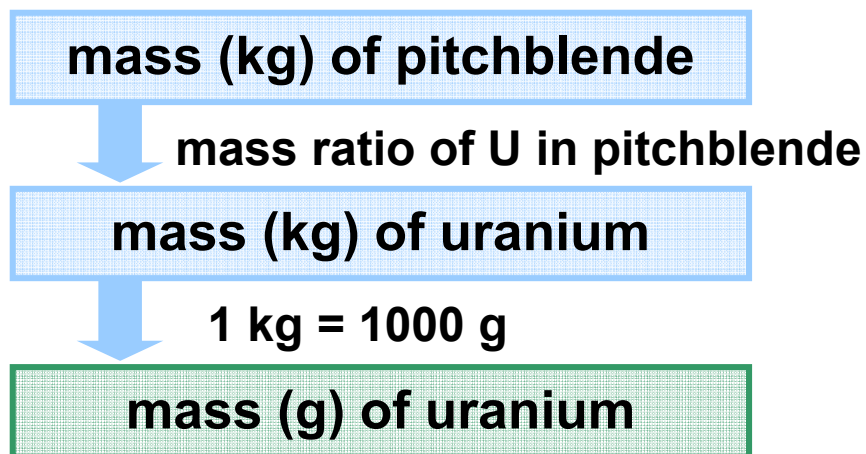 mass (kg) of pitchblende
mass ratio of U in pitchblende
mass (kg) of uranium
1 kg = 1000 g
mass (g) of uranium